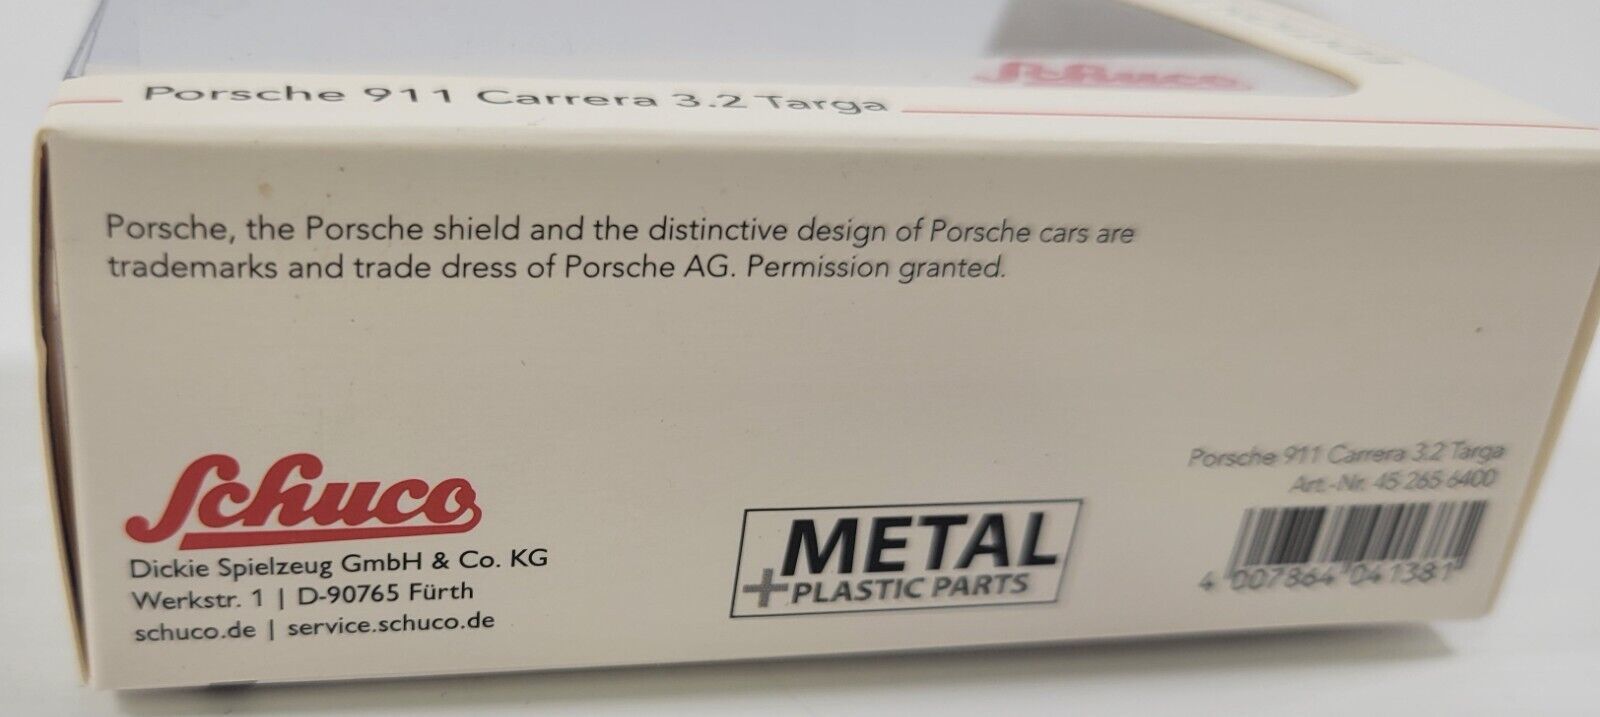 Schuco
Porsche 911 Carrera 3.2 Targa
Porsche, the Porsche shield and the distinctive design of Porsche cars are
trademarks and trade dress of Porsche AG. Permission granted.
Schuco
Dickie Spielzeug GmbH & Co. KG
Werkstr. 1 | D-90765 Fürth
schuco.de | service.schuco.de
METAL
+PLASTIC PARTS
Porsche 911 Carrera 3.2 Targa
Art.-Nr. 45 265 6400
4 007864 041381